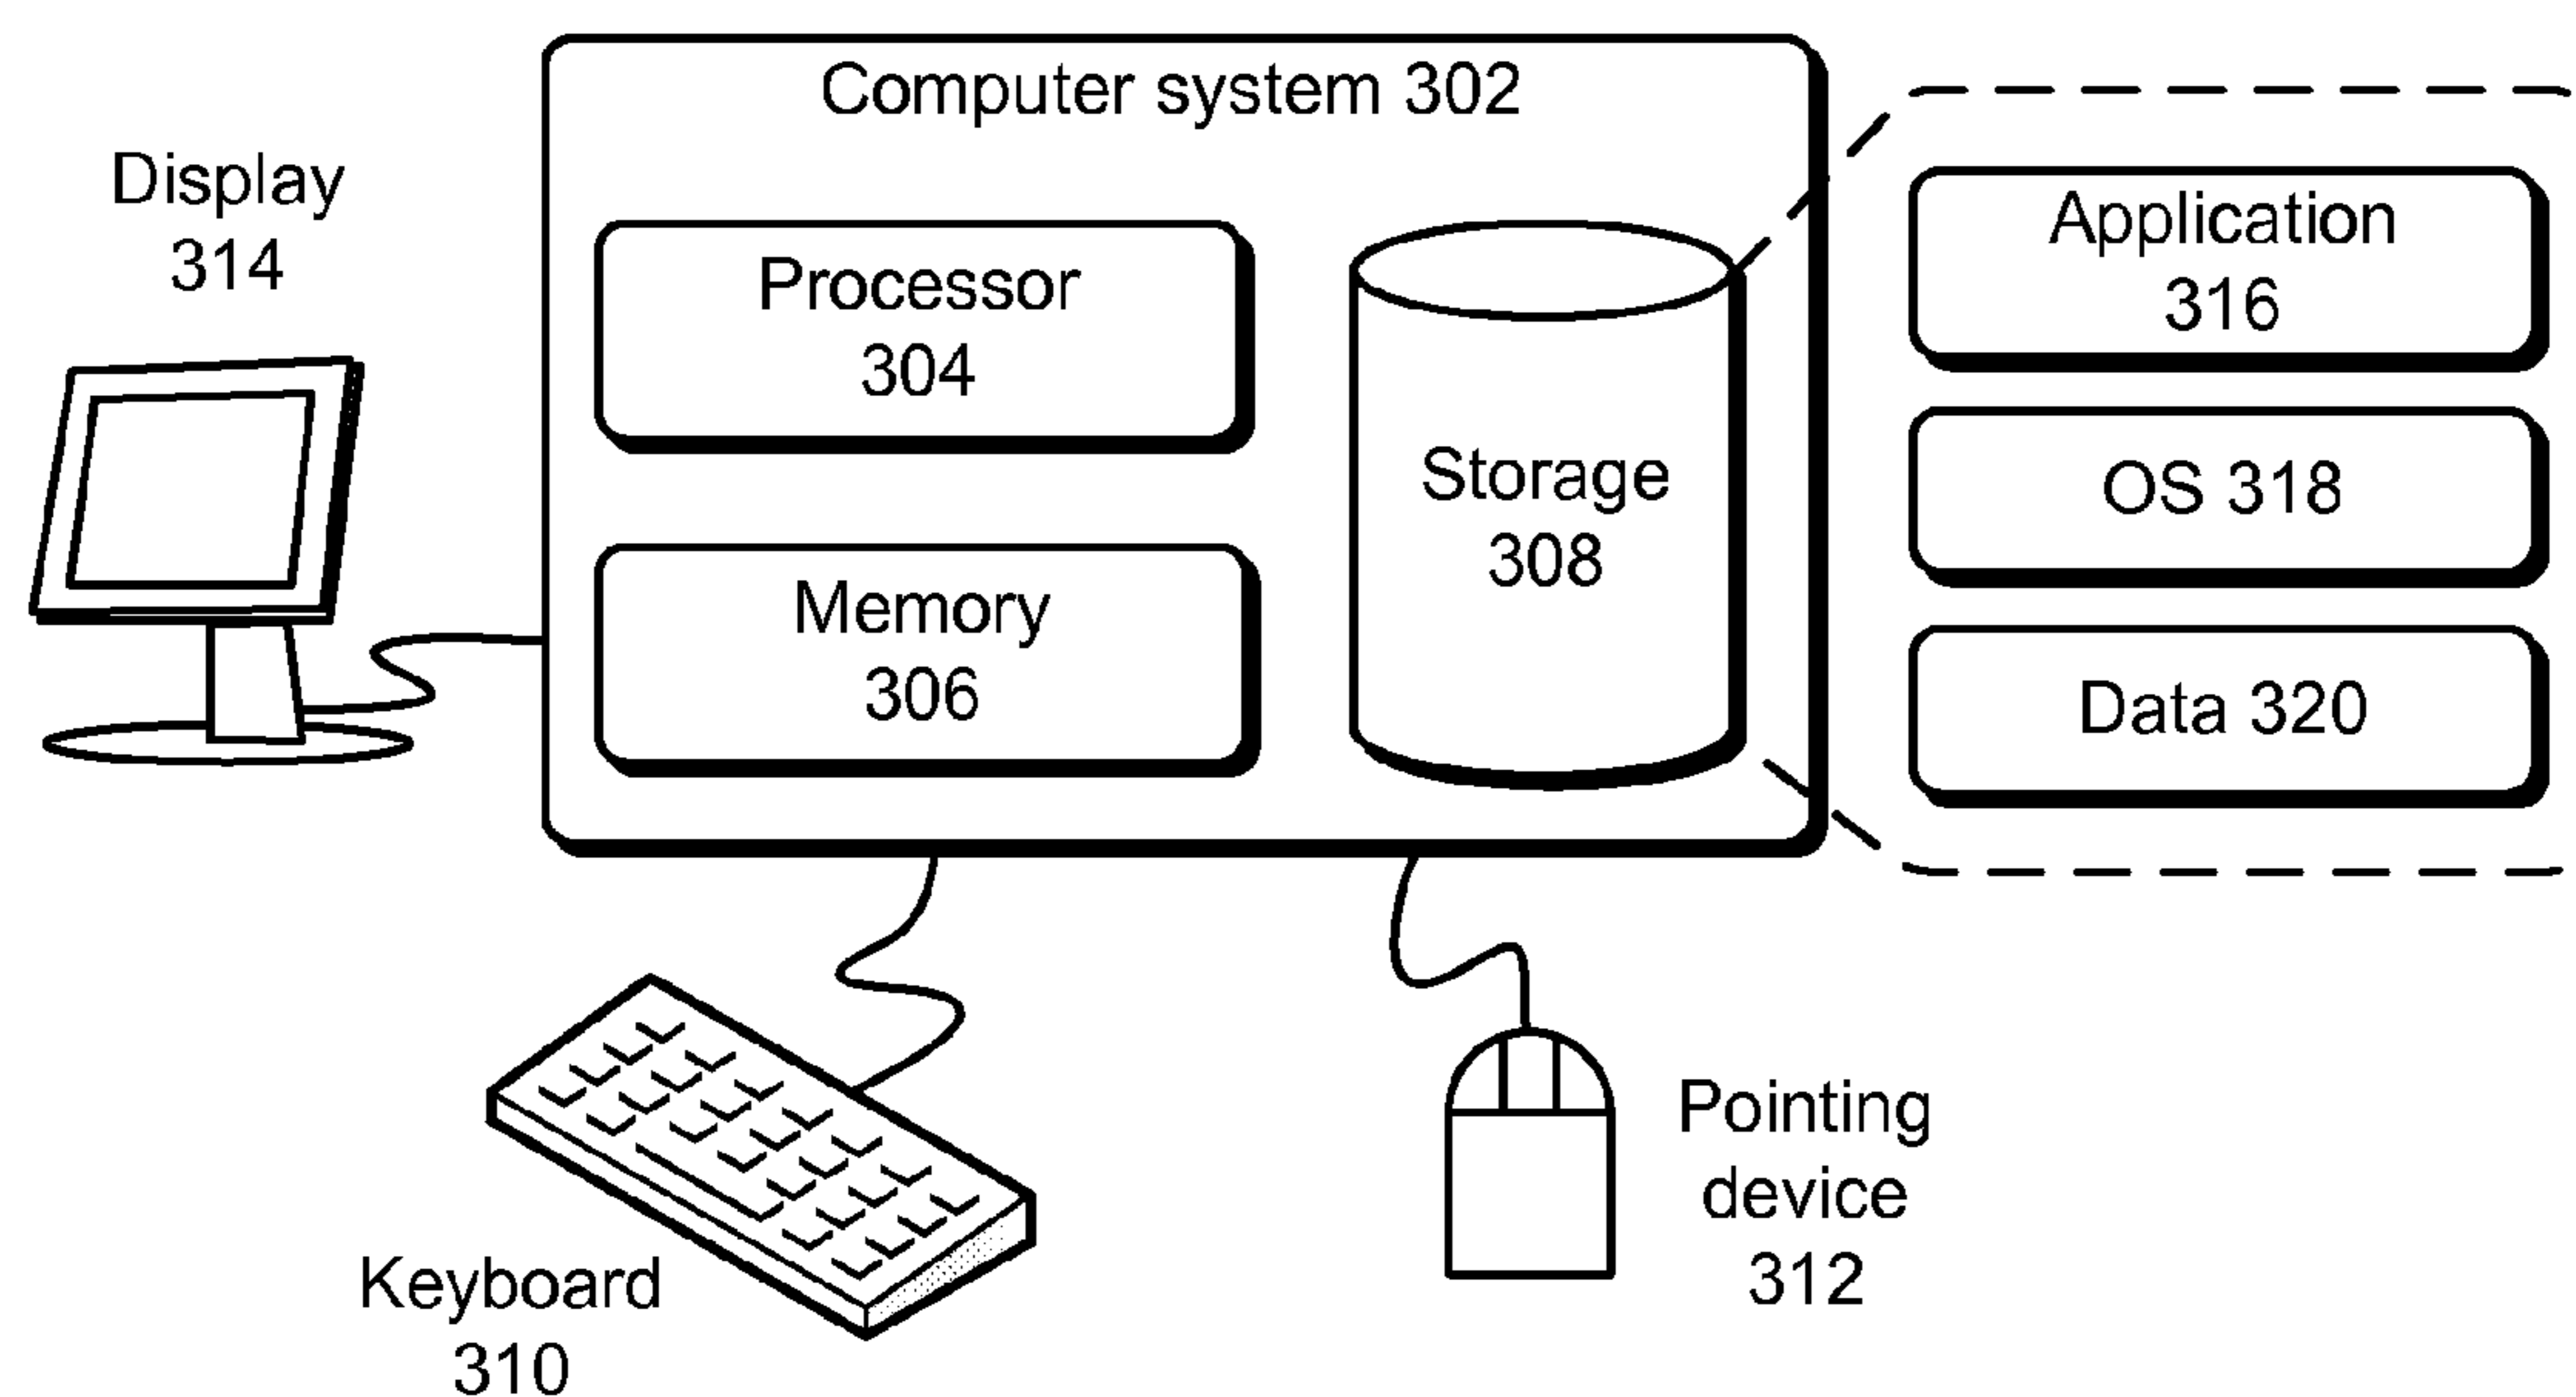 Computer system 302
Display
314
Processor
304
Memory
306
Storage
308
Application
316
OS 318
Data 320
Keyboard
310
Pointing
device
312